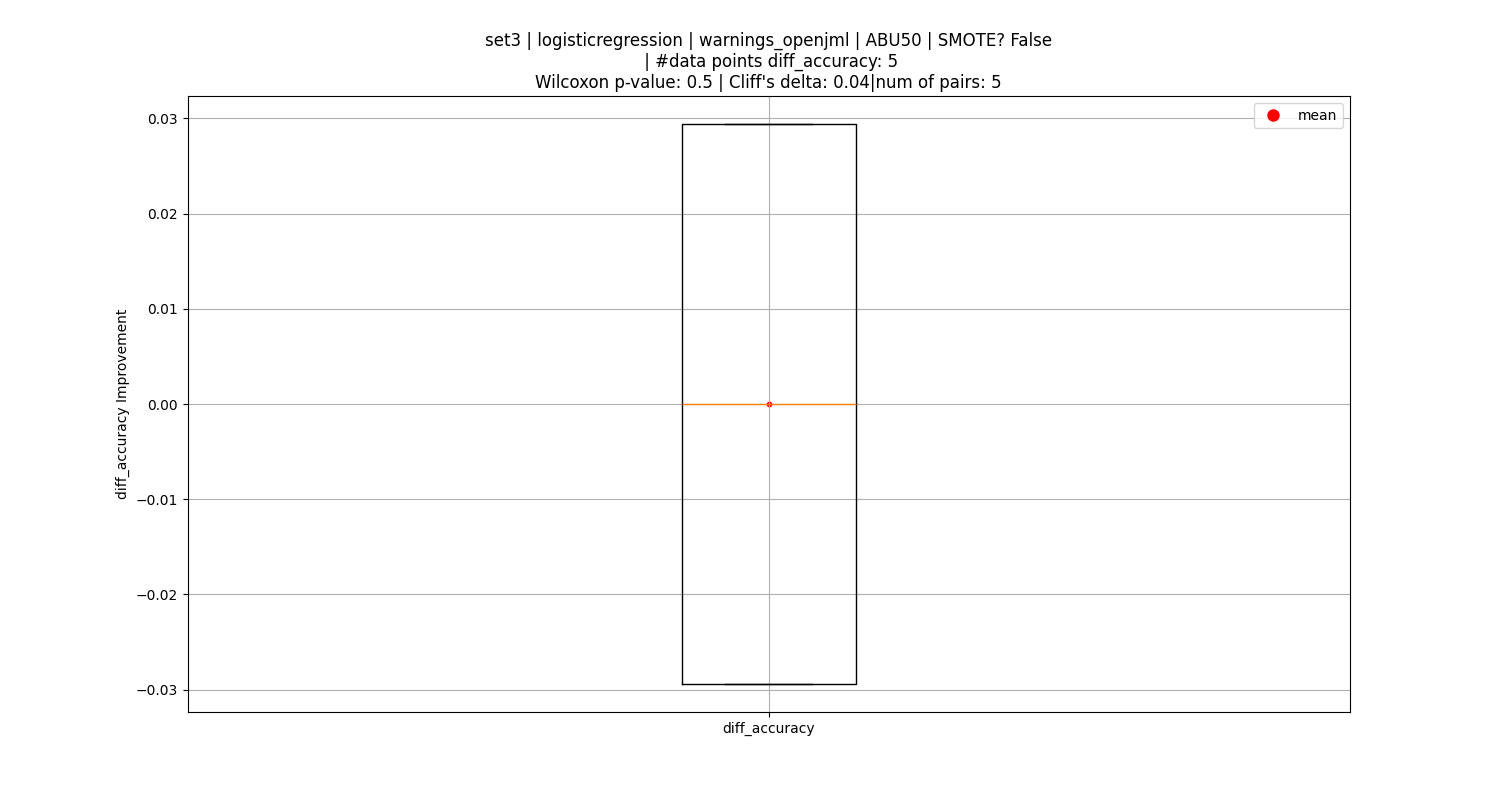 set3 | logisticregression | warnings_openjml | ABU50 | SMOTE? False
| #data points diff_accuracy: 5
Wilcoxon p-value: 0.5 | Cliff's delta: 0.04|num of pairs: 5
mean
0.03
0.02
0.01
0.00
−0.01
−0.02
−0.03
diff_accuracy Improvement
diff_accuracy